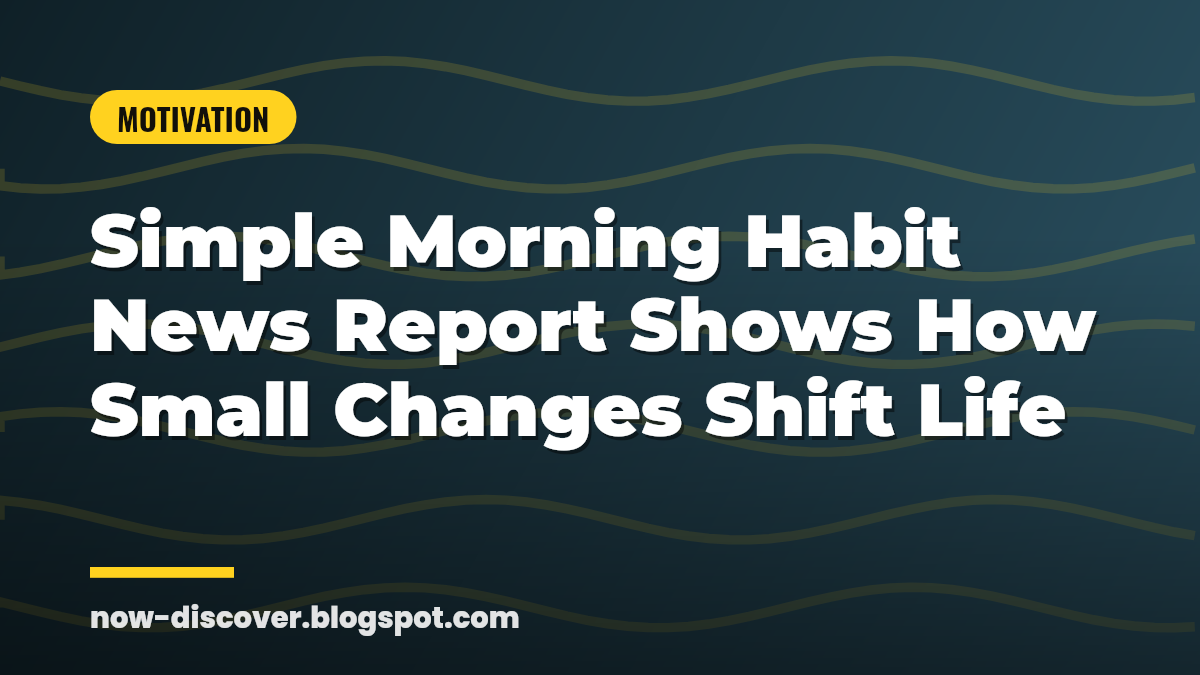 MOTIVATION
Simple Morning Habit
News Report Shows How
Small Changes Shift Life
now-discover.blogspot.com